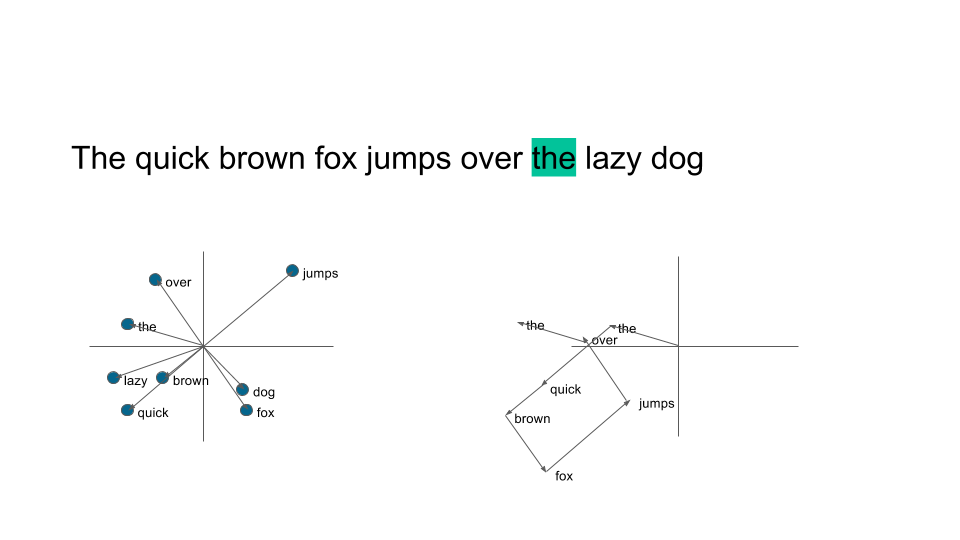 The quick brown fox jumps over the lazy dog
jumps
over
the
lazy
brown
quick
dog
fox
the
the
over
quick
brown
jumps
fox